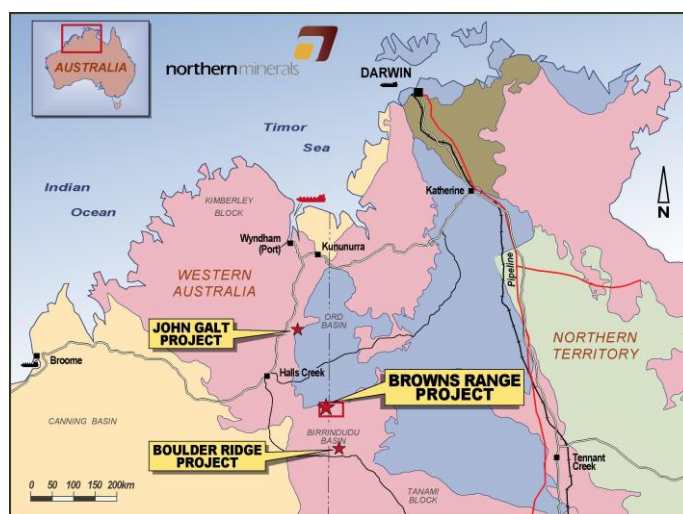 AUSTRALIA
northernminerals
DARWIN
Timor
Sea
Indian
Ocean
KIMBERLEY
BLOCK
Katherine
N
Wyndham
(Port)
Kununurra
WESTERN
AUSTRALIA
Pipeline
ORD
BASIN
JOHN GALT
PROJECT
NORTHERN
TERRITORY
Broome
Halls Creek
BROWNS RANGE
PROJECT
CANNING BASIN
BIRRINDUDU
BASIN
BOULDER RIDGE
PROJECT
Tennant
Creek
TANAMI
BLOCK
0 50 100 150 200km